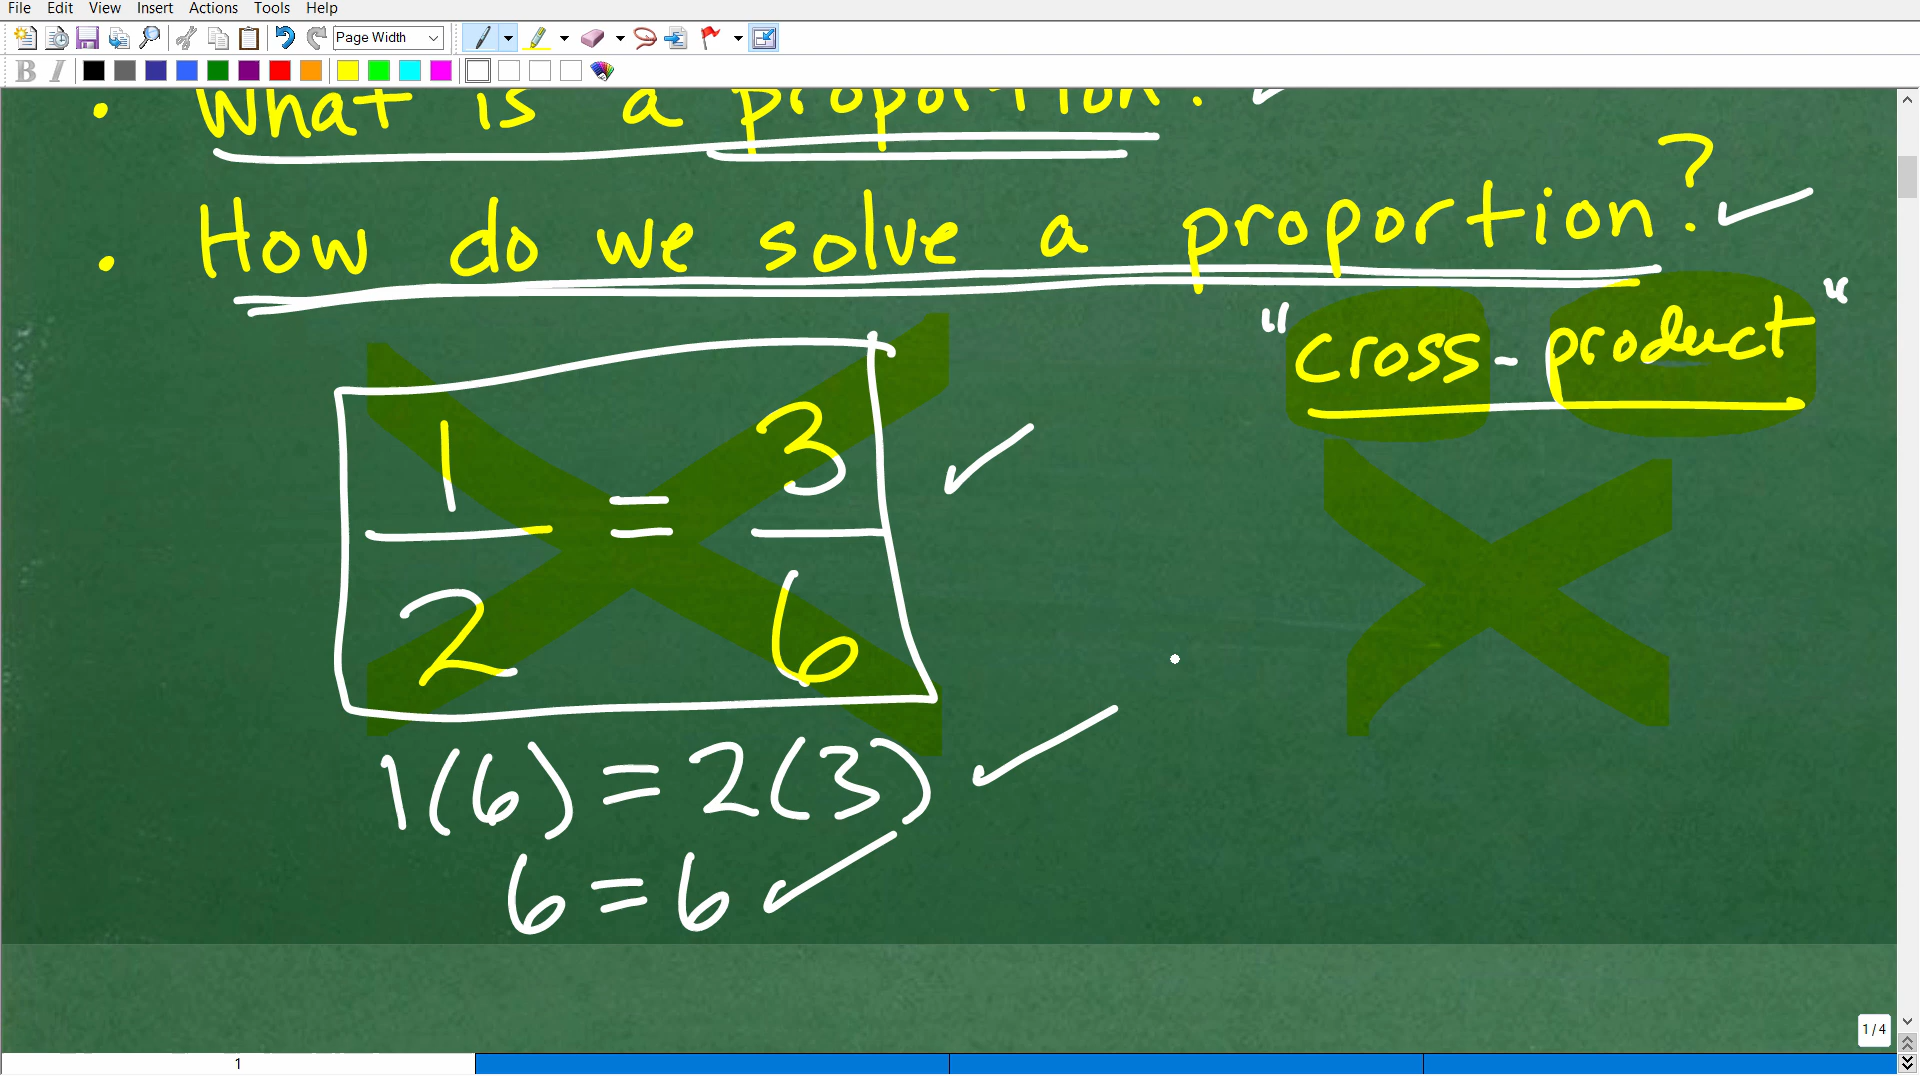 File Edit View Insert Actions Tools Help
Page Width
B I
• What is a proportion?
• How do we solve a proportion?
"cross-product"
1/2 = 3/6
1(6) = 2(3)
6 = 6
1/4
1